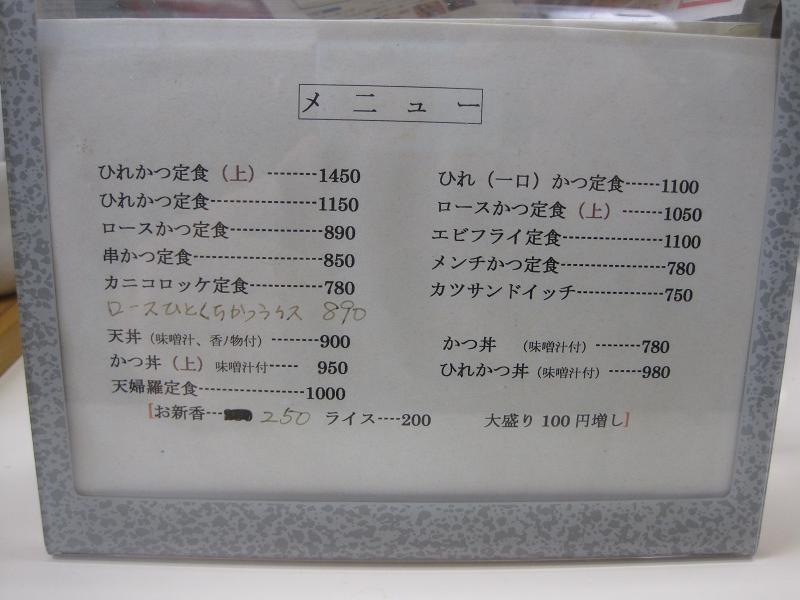 メニュー
ひれかつ定食（上）--------1450
ひれかつ定食-----------------1150
ロースかつ定食---------------890
串かつ定食--------------------850
カニコロッケ定食------------780
ロースひとくちかつライス 890
天丼（味噌汁、香ノ物付）---------900
かつ丼（上）味噌汁付----- 950
天婦羅定食-----------------1000
[お新香--- 250 ライス----200 大盛り 100 円増し]
ひれ（一口）かつ定食------1100
ロースかつ定食（上）-------1050
エビフライ定食-----------------1100
メンチかつ定食------------------780
カツサンドイッチ---------------750
かつ丼 （味噌汁付）---------780
ひれかつ丼（味噌汁付）------980